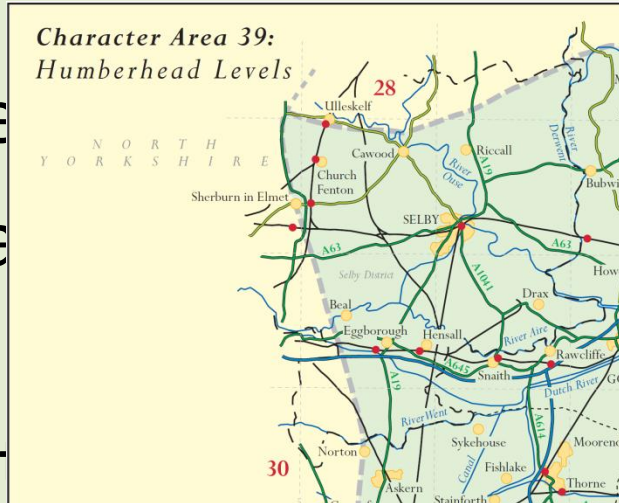 Character Area 39:
Humberhead Levels
28
Ulleskelf
NORTH
YORKSHIRE
Cawood
Riccall
River
Derwent
Church
Fenton
River
Ouse
A19
Bubwi
Sherburn in Elmet
SELBY
A63
A63
Selby District
A1041
How
Beal
Drax
Eggborough
Hensall
River Aire
Rawcliffe
A645
Snaith
A19
Dutch River
GO
River Went
A614
Sykehouse
Moorend
Norton
Canal
30
Fishlake
Askern
Thorne
Stainforth